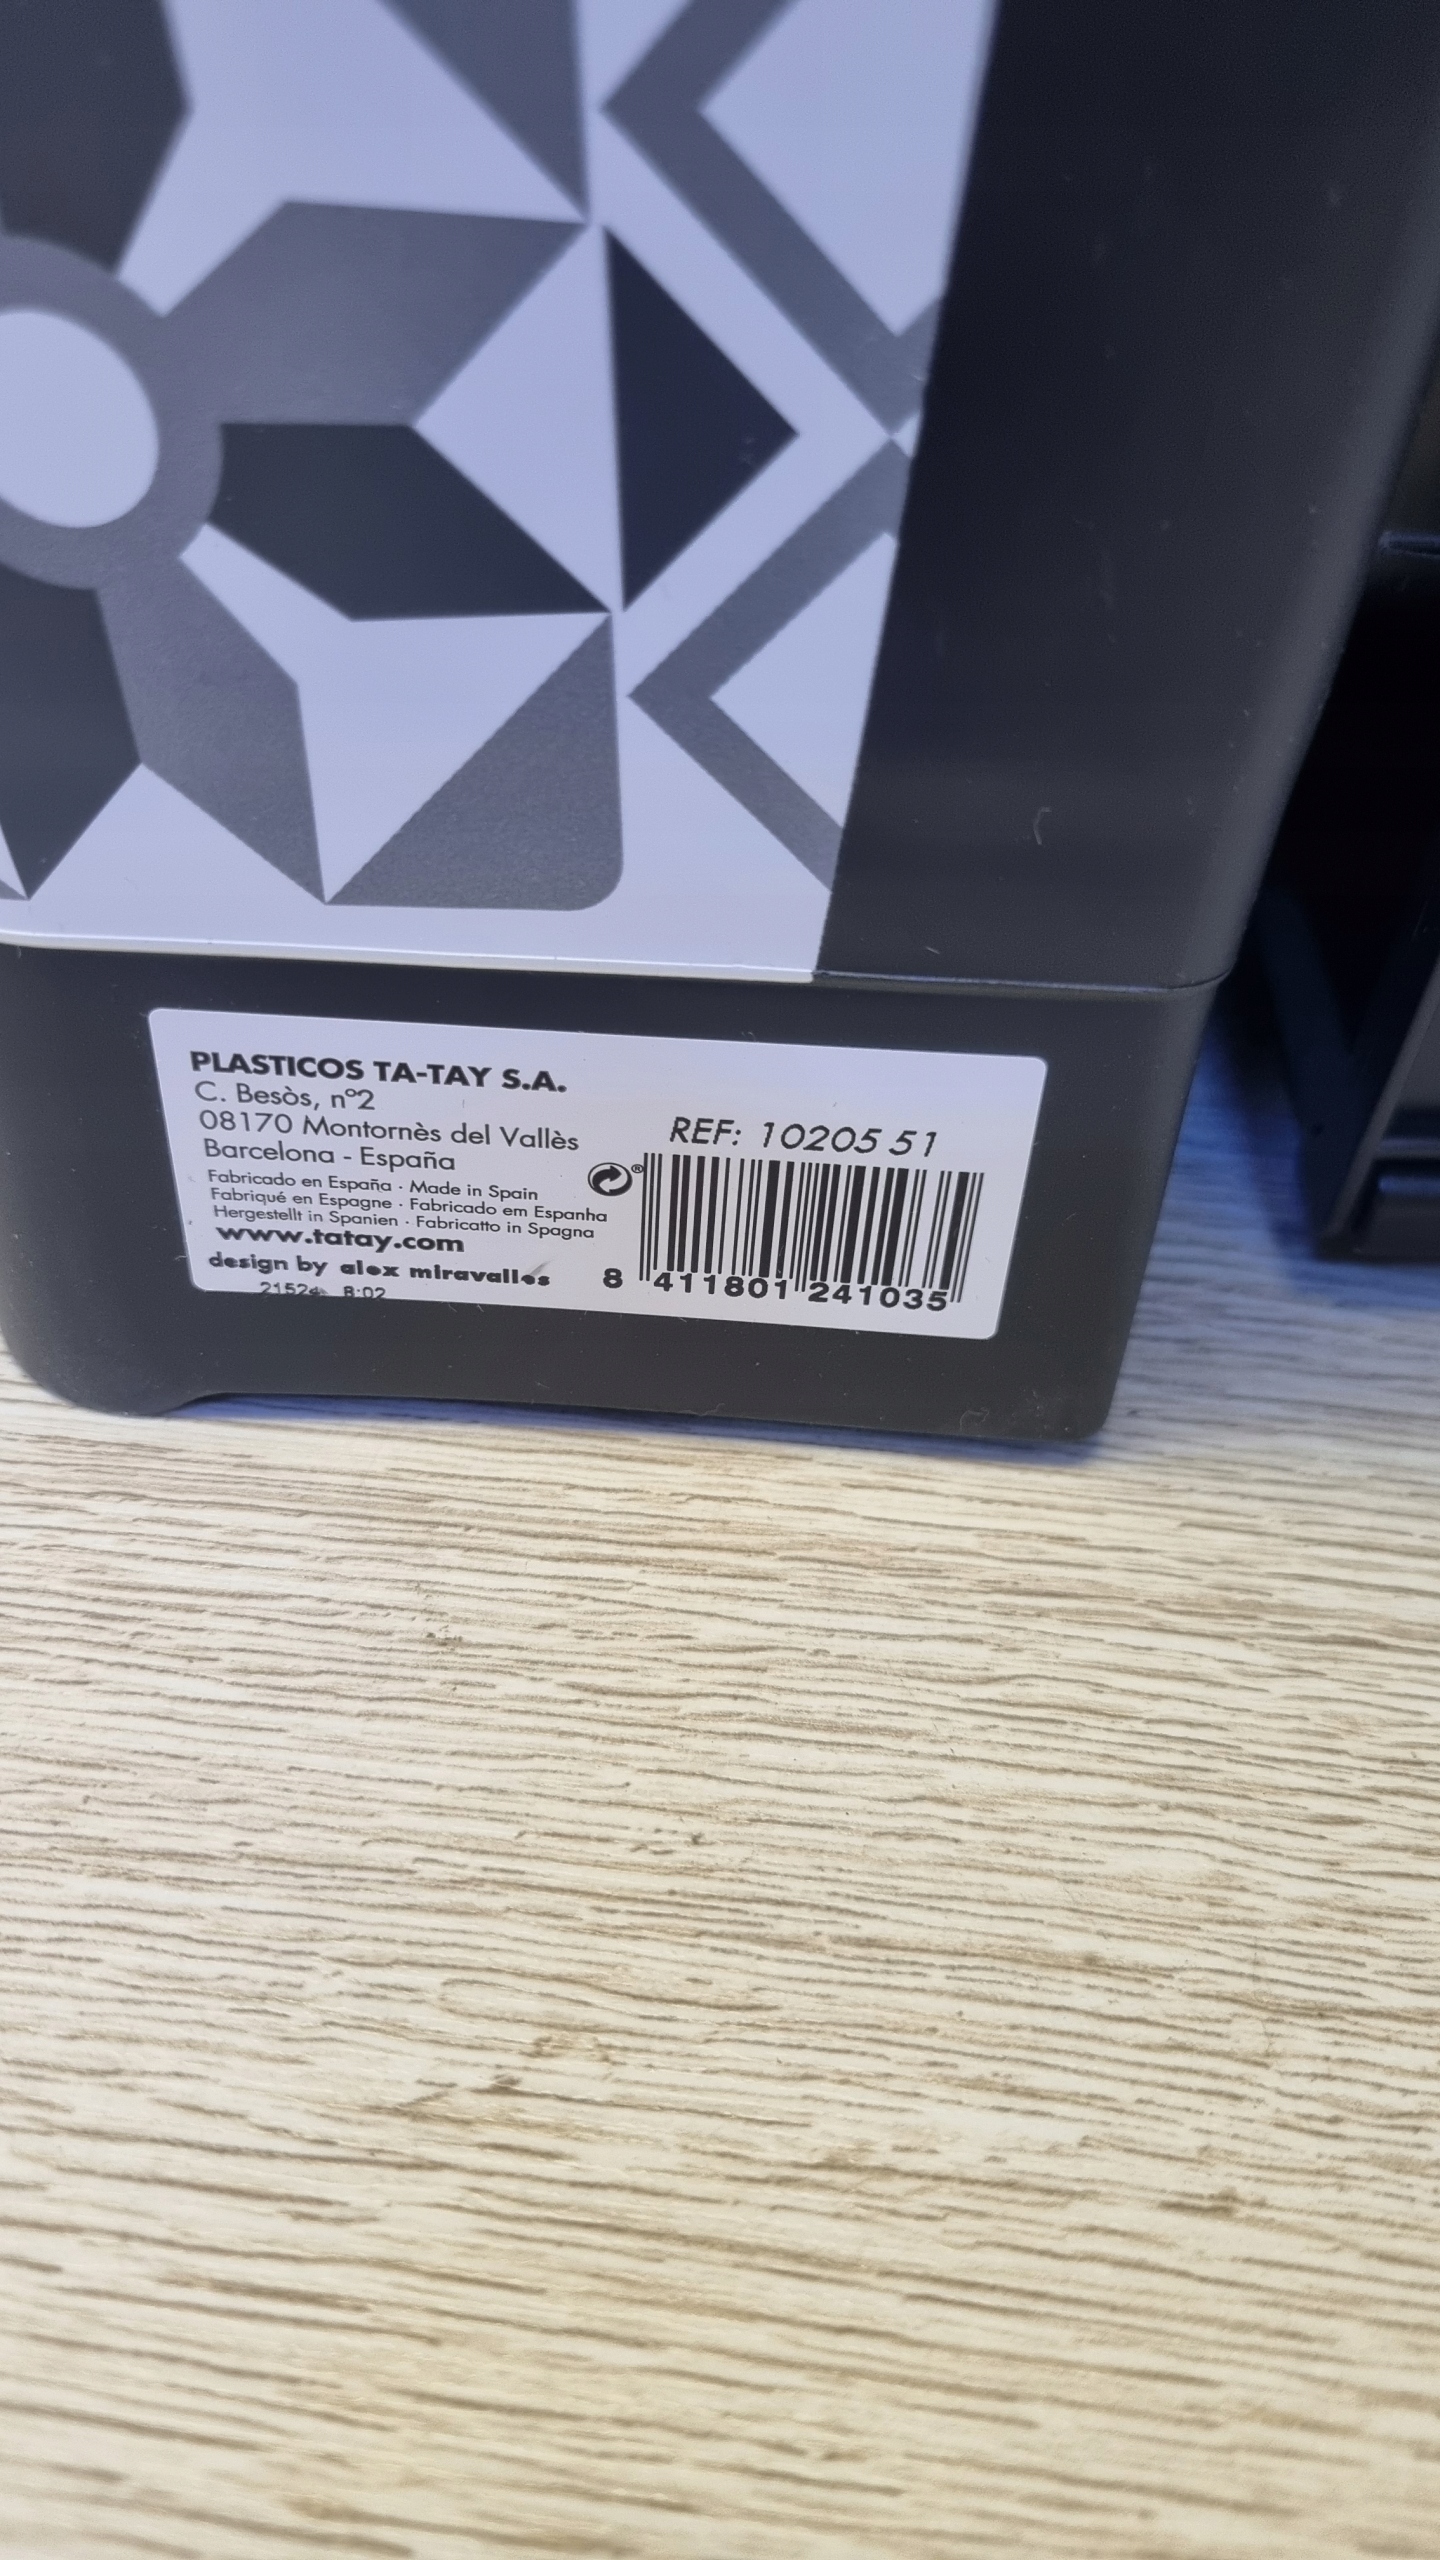 PLASTICOS TA-TAY S.A.
C. Besòs, nº2
08170 Montornès del Vallès
Barcelona - España
Fabricado en España · Made in Spain
Fabriqué en Espagne · Fabricado em Espanha
Hergestellt in Spanien · Fabricatto in Spagna
www.tatay.com
design by alex miravalles
REF: 10205 51
®
8 411801 241035